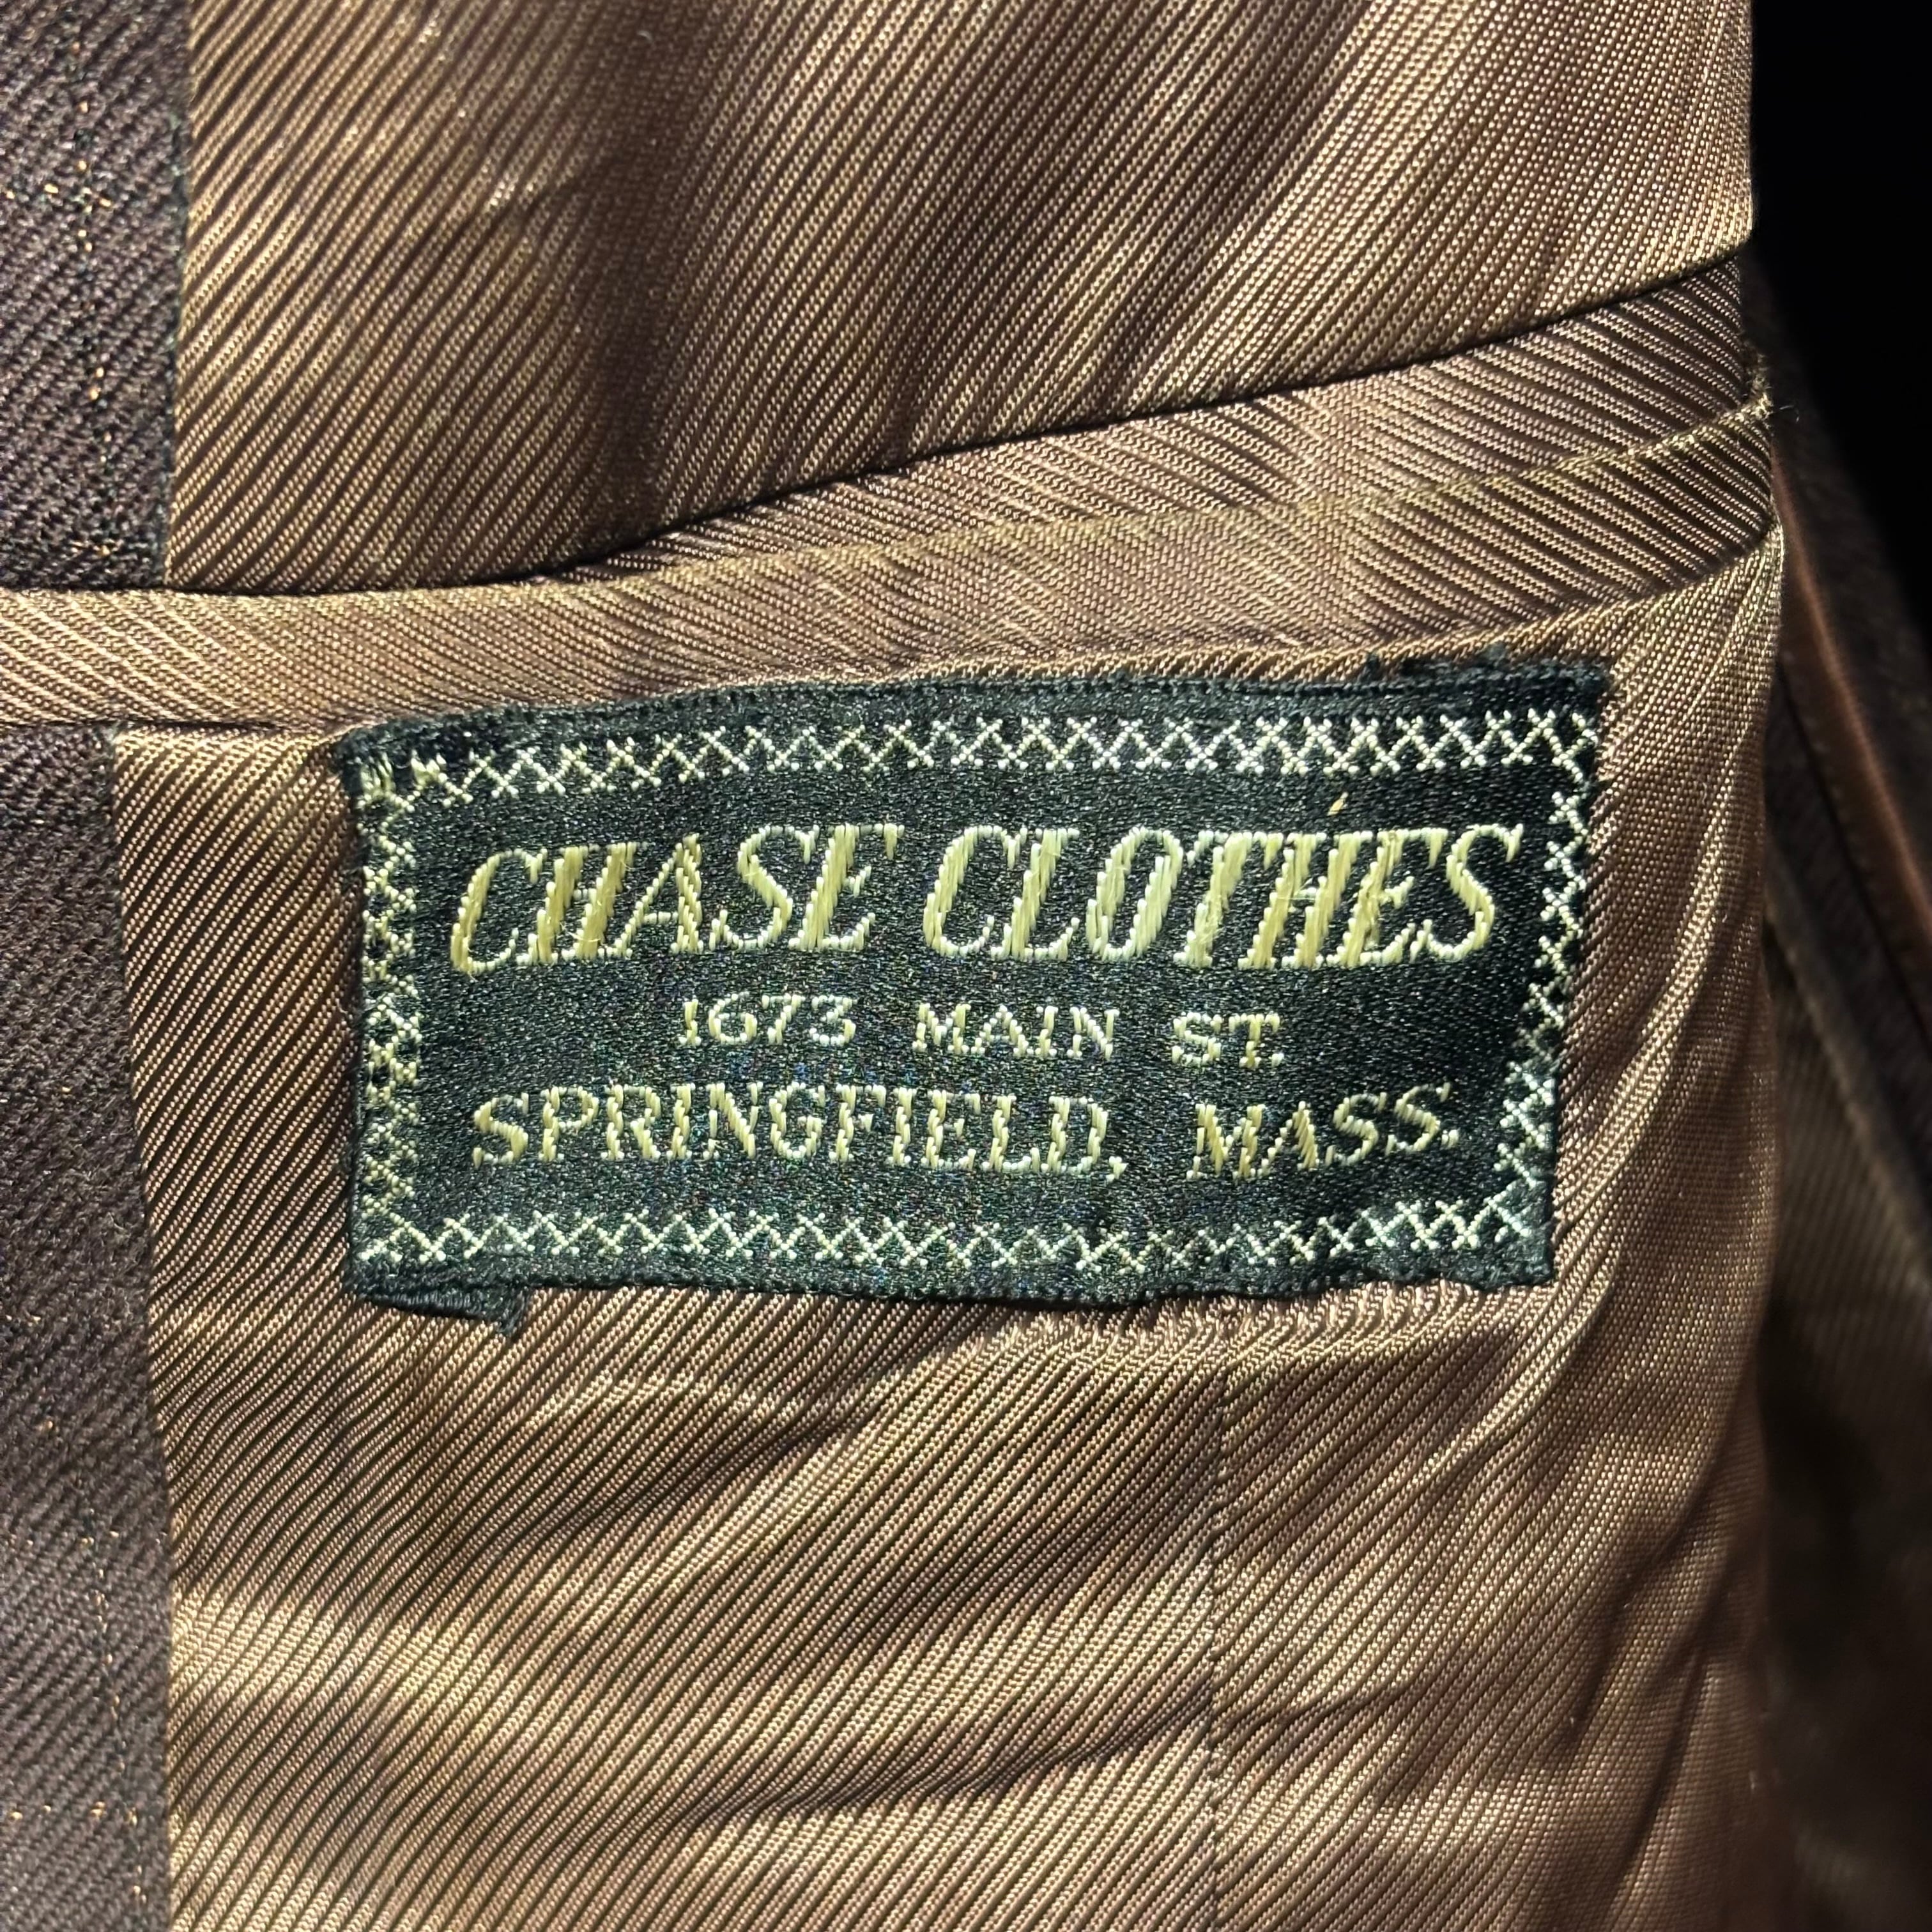 CHASE CLOTHES
1673 MAIN ST.
SPRINGFIELD, MASS.